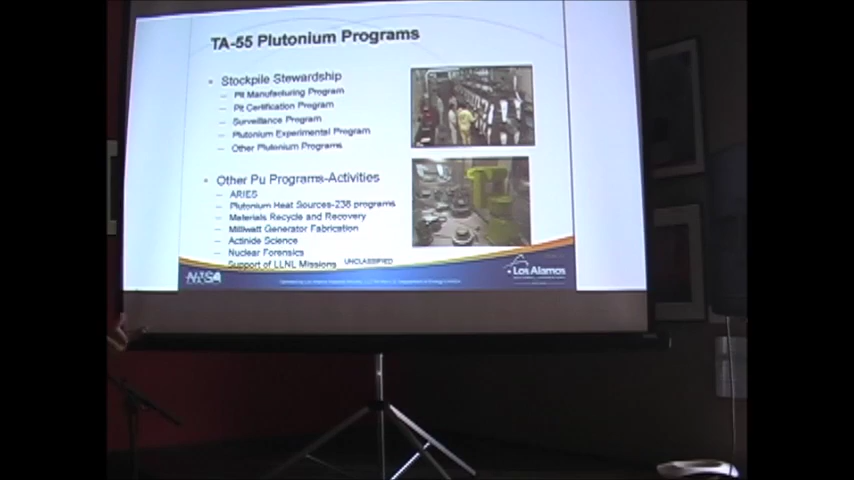 TA-55 Plutonium Programs
• Stockpile Stewardship
– Pit Manufacturing Program
– Pit Certification Program
– Surveillance Program
– Plutonium Experimental Program
– Other Plutonium Programs
• Other Pu Programs-Activities
– ARIES
– Plutonium Heat Sources-238 programs
– Materials Recycle and Recovery
– Milliwatt Generator Fabrication
– Actinide Science
– Nuclear Forensics
– Support of LLNL Missions
UNCLASSIFIED
NNSA
Los Alamos